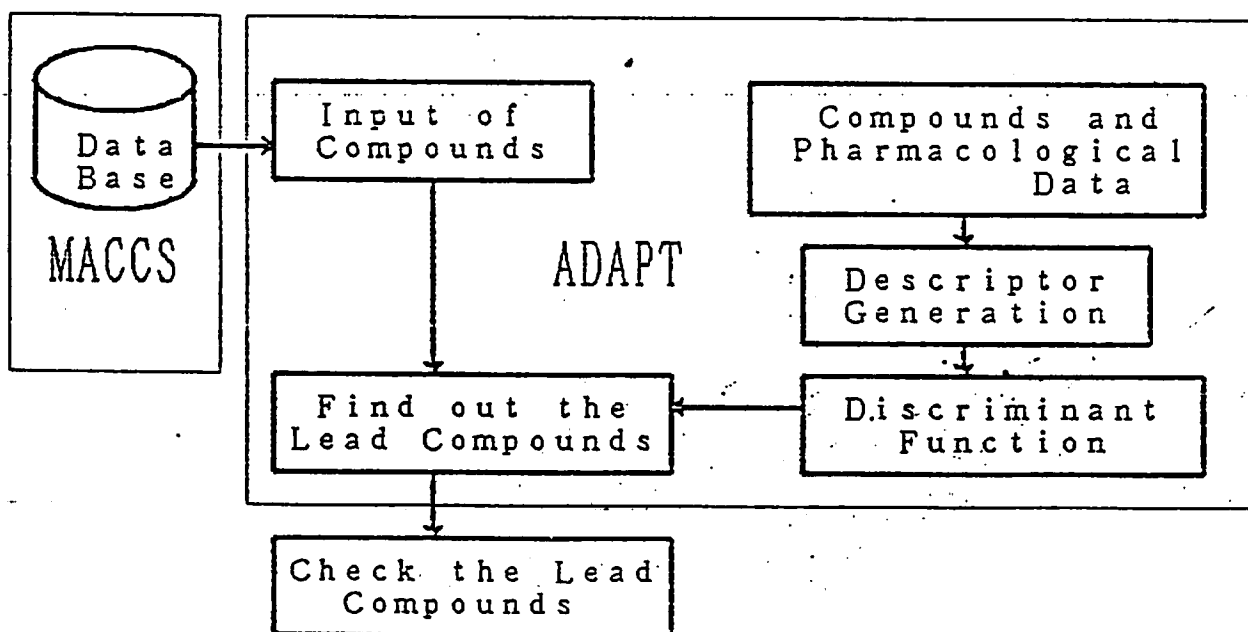 Data
Base
MACCS
Input of
Compounds
ADAPT
Compounds and
Pharmacological
Data
Descriptor
Generation
Discriminant
Function
Find out the
Lead Compounds
Check the Lead
Compounds